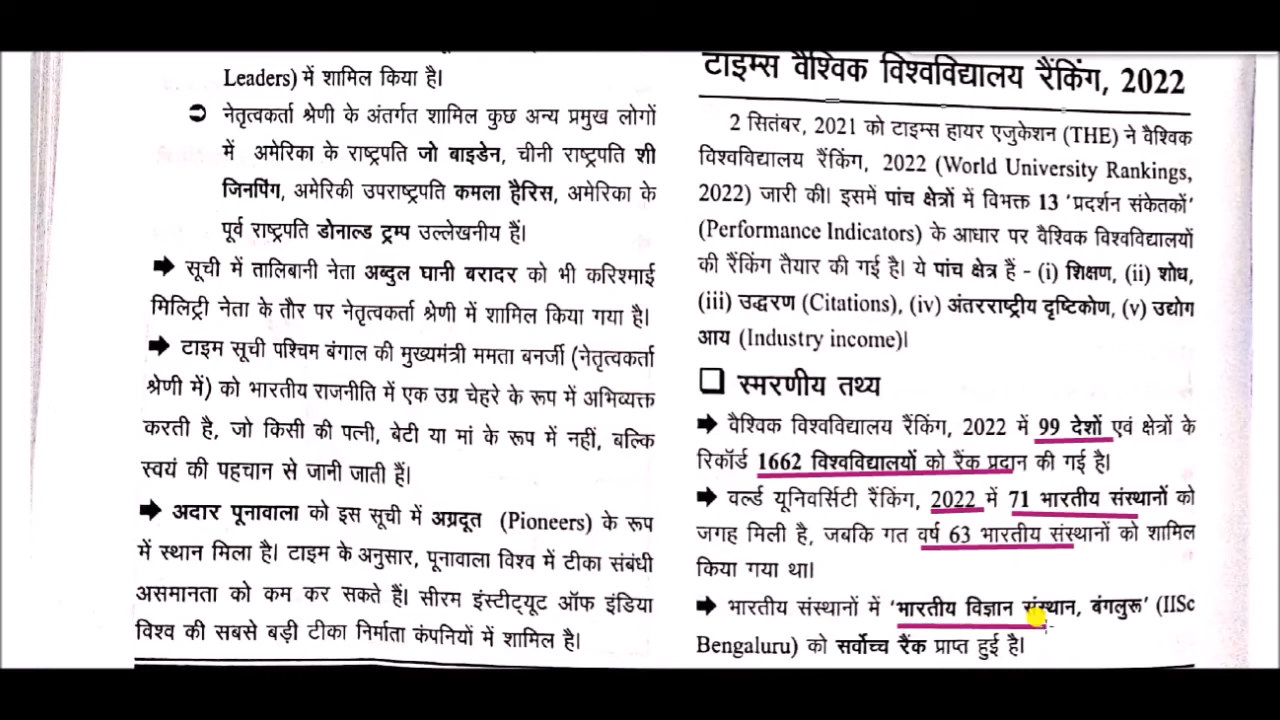 Leaders) में शामिल किया है।
➲ नेतृत्वकर्ता श्रेणी के अंतर्गत शामिल कुछ अन्य प्रमुख लोगों
में अमेरिका के राष्ट्रपति जो बाइडेन, चीनी राष्ट्रपति शी
जिनपिंग, अमेरिकी उपराष्ट्रपति कमला हैरिस, अमेरिका के
पूर्व राष्ट्रपति डोनाल्ड ट्रम्प उल्लेखनीय हैं।
➡ सूची में तालिबानी नेता अब्दुल घानी बरादर को भी करिश्माई
मिलिट्री नेता के तौर पर नेतृत्वकर्ता श्रेणी में शामिल किया गया है।
➡ टाइम सूची पश्चिम बंगाल की मुख्यमंत्री ममता बनर्जी (नेतृत्वकर्ता
श्रेणी में) को भारतीय राजनीति में एक उग्र चेहरे के रूप में अभिव्यक्त
करती है, जो किसी की पत्नी, बेटी या मां के रूप में नहीं, बल्कि
स्वयं की पहचान से जानी जाती हैं।
➡ अदार पूनावाला को इस सूची में अग्रदूत (Pioneers) के रूप
में स्थान मिला है। टाइम के अनुसार, पूनावाला विश्व में टीका संबंधी
असमानता को कम कर सकते हैं। सीरम इंस्टीट्यूट ऑफ इंडिया
विश्व की सबसे बड़ी टीका निर्माता कंपनियों में शामिल है।
टाइम्स वैश्विक विश्वविद्यालय रैंकिंग, 2022
2 सितंबर, 2021 को टाइम्स हायर एजुकेशन (THE) ने वैश्विक
विश्वविद्यालय रैंकिंग, 2022 (World University Rankings,
2022) जारी की। इसमें पांच क्षेत्रों में विभक्त 13 'प्रदर्शन संकेतकों'
(Performance Indicators) के आधार पर वैश्विक विश्वविद्यालयों
की रैंकिंग तैयार की गई है। ये पांच क्षेत्र हैं - (i) शिक्षण, (ii) शोध,
(iii) उद्धरण (Citations), (iv) अंतरराष्ट्रीय दृष्टिकोण, (v) उद्योग
आय (Industry income)।
❑ स्मरणीय तथ्य
➡ वैश्विक विश्वविद्यालय रैंकिंग, 2022 में 99 देशों एवं क्षेत्रों के
रिकॉर्ड 1662 विश्वविद्यालयों को रैंक प्रदान की गई है।
➡ वर्ल्ड यूनिवर्सिटी रैंकिंग, 2022 में 71 भारतीय संस्थानों को
जगह मिली है, जबकि गत वर्ष 63 भारतीय संस्थानों को शामिल
किया गया था।
➡ भारतीय संस्थानों में 'भारतीय विज्ञान संस्थान, बंगलुरू' (IISc
Bengaluru) को सर्वोच्च रैंक प्राप्त हुई है।